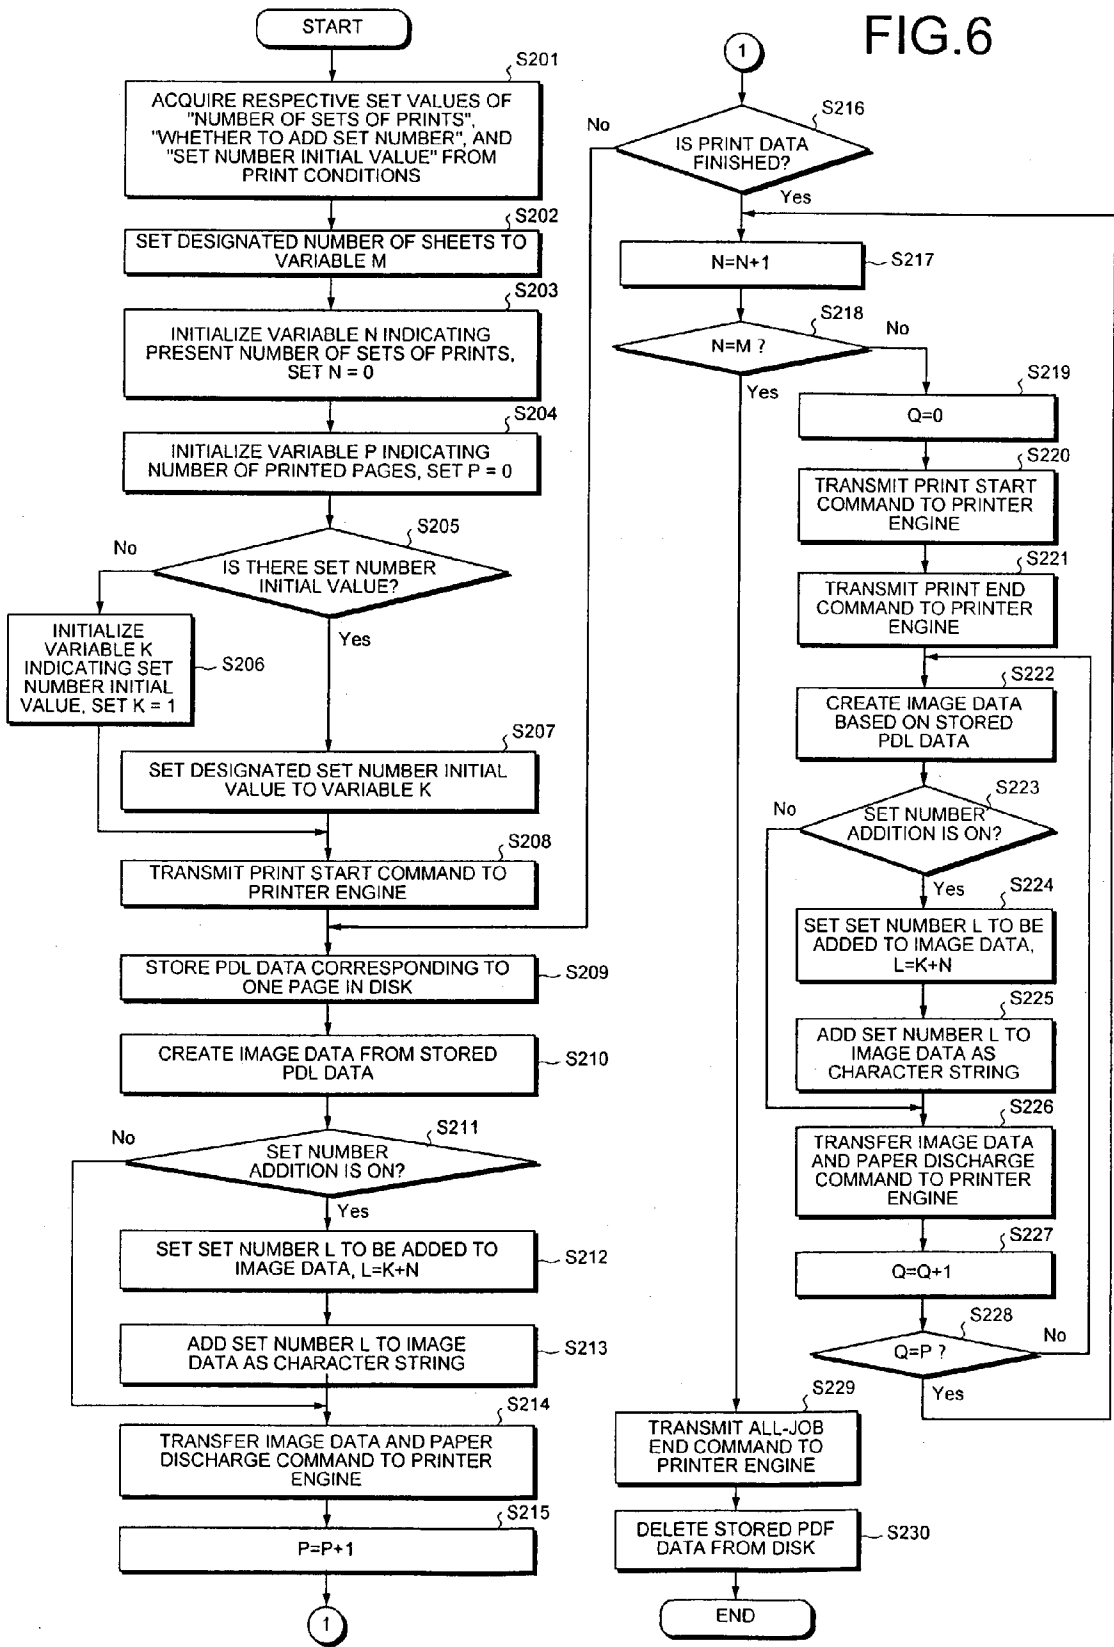 FIG.6
START
S201
ACQUIRE RESPECTIVE SET VALUES OF
"NUMBER OF SETS OF PRINTS",
"WHETHER TO ADD SET NUMBER", AND
"SET NUMBER INITIAL VALUE" FROM
PRINT CONDITIONS
S202
SET DESIGNATED NUMBER OF SHEETS TO
VARIABLE M
S203
INITIALIZE VARIABLE N INDICATING
PRESENT NUMBER OF SETS OF PRINTS,
SET N = 0
S204
INITIALIZE VARIABLE P INDICATING
NUMBER OF PRINTED PAGES, SET P = 0
S205
IS THERE SET NUMBER
INITIAL VALUE?
No
Yes
INITIALIZE
VARIABLE K
INDICATING SET
NUMBER INITIAL
VALUE, SET K = 1
S206
S207
SET DESIGNATED SET NUMBER INITIAL
VALUE TO VARIABLE K
S208
TRANSMIT PRINT START COMMAND TO
PRINTER ENGINE
STORE PDL DATA CORRESPONDING TO
ONE PAGE IN DISK
S209
CREATE IMAGE DATA FROM STORED
PDL DATA
S210
S211
SET NUMBER
ADDITION IS ON?
No
Yes
SET SET NUMBER L TO BE ADDED TO
IMAGE DATA, L=K+N
S212
ADD SET NUMBER L TO IMAGE
DATA AS CHARACTER STRING
S213
S214
TRANSFER IMAGE DATA AND PAPER
DISCHARGE COMMAND TO PRINTER
ENGINE
S215
P=P+1
1
1
S216
IS PRINT DATA
FINISHED?
No
Yes
N=N+1
S217
S218
N=M ?
No
Yes
S219
Q=0
S220
TRANSMIT PRINT START
COMMAND TO PRINTER
ENGINE
S221
TRANSMIT PRINT END
COMMAND TO PRINTER
ENGINE
S222
CREATE IMAGE DATA
BASED ON STORED
PDL DATA
S223
SET NUMBER
ADDITION IS ON?
No
Yes
S224
SET SET NUMBER L TO BE
ADDED TO IMAGE DATA,
L=K+N
S225
ADD SET NUMBER L TO
IMAGE DATA AS
CHARACTER STRING
S226
TRANSFER IMAGE DATA
AND PAPER DISCHARGE
COMMAND TO PRINTER
ENGINE
S227
Q=Q+1
S228
Q=P ?
No
Yes
S229
TRANSMIT ALL-JOB
END COMMAND TO
PRINTER ENGINE
DELETE STORED PDF
DATA FROM DISK
S230
END